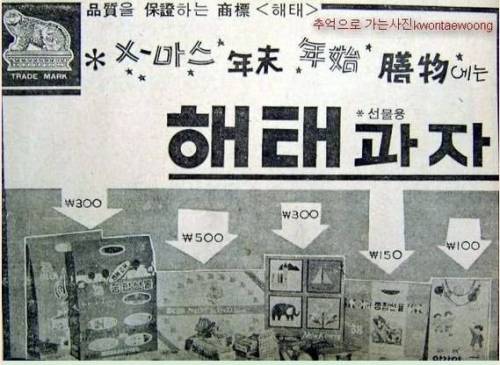 品質을 保證하는 商標 <해태>
추억으로 가는사진kwontaewoong
TRADE MARK
*X-마스 年末 年始 膳物에는
*선물용
해태과자
₩300
₩500
₩300
₩150
₩100